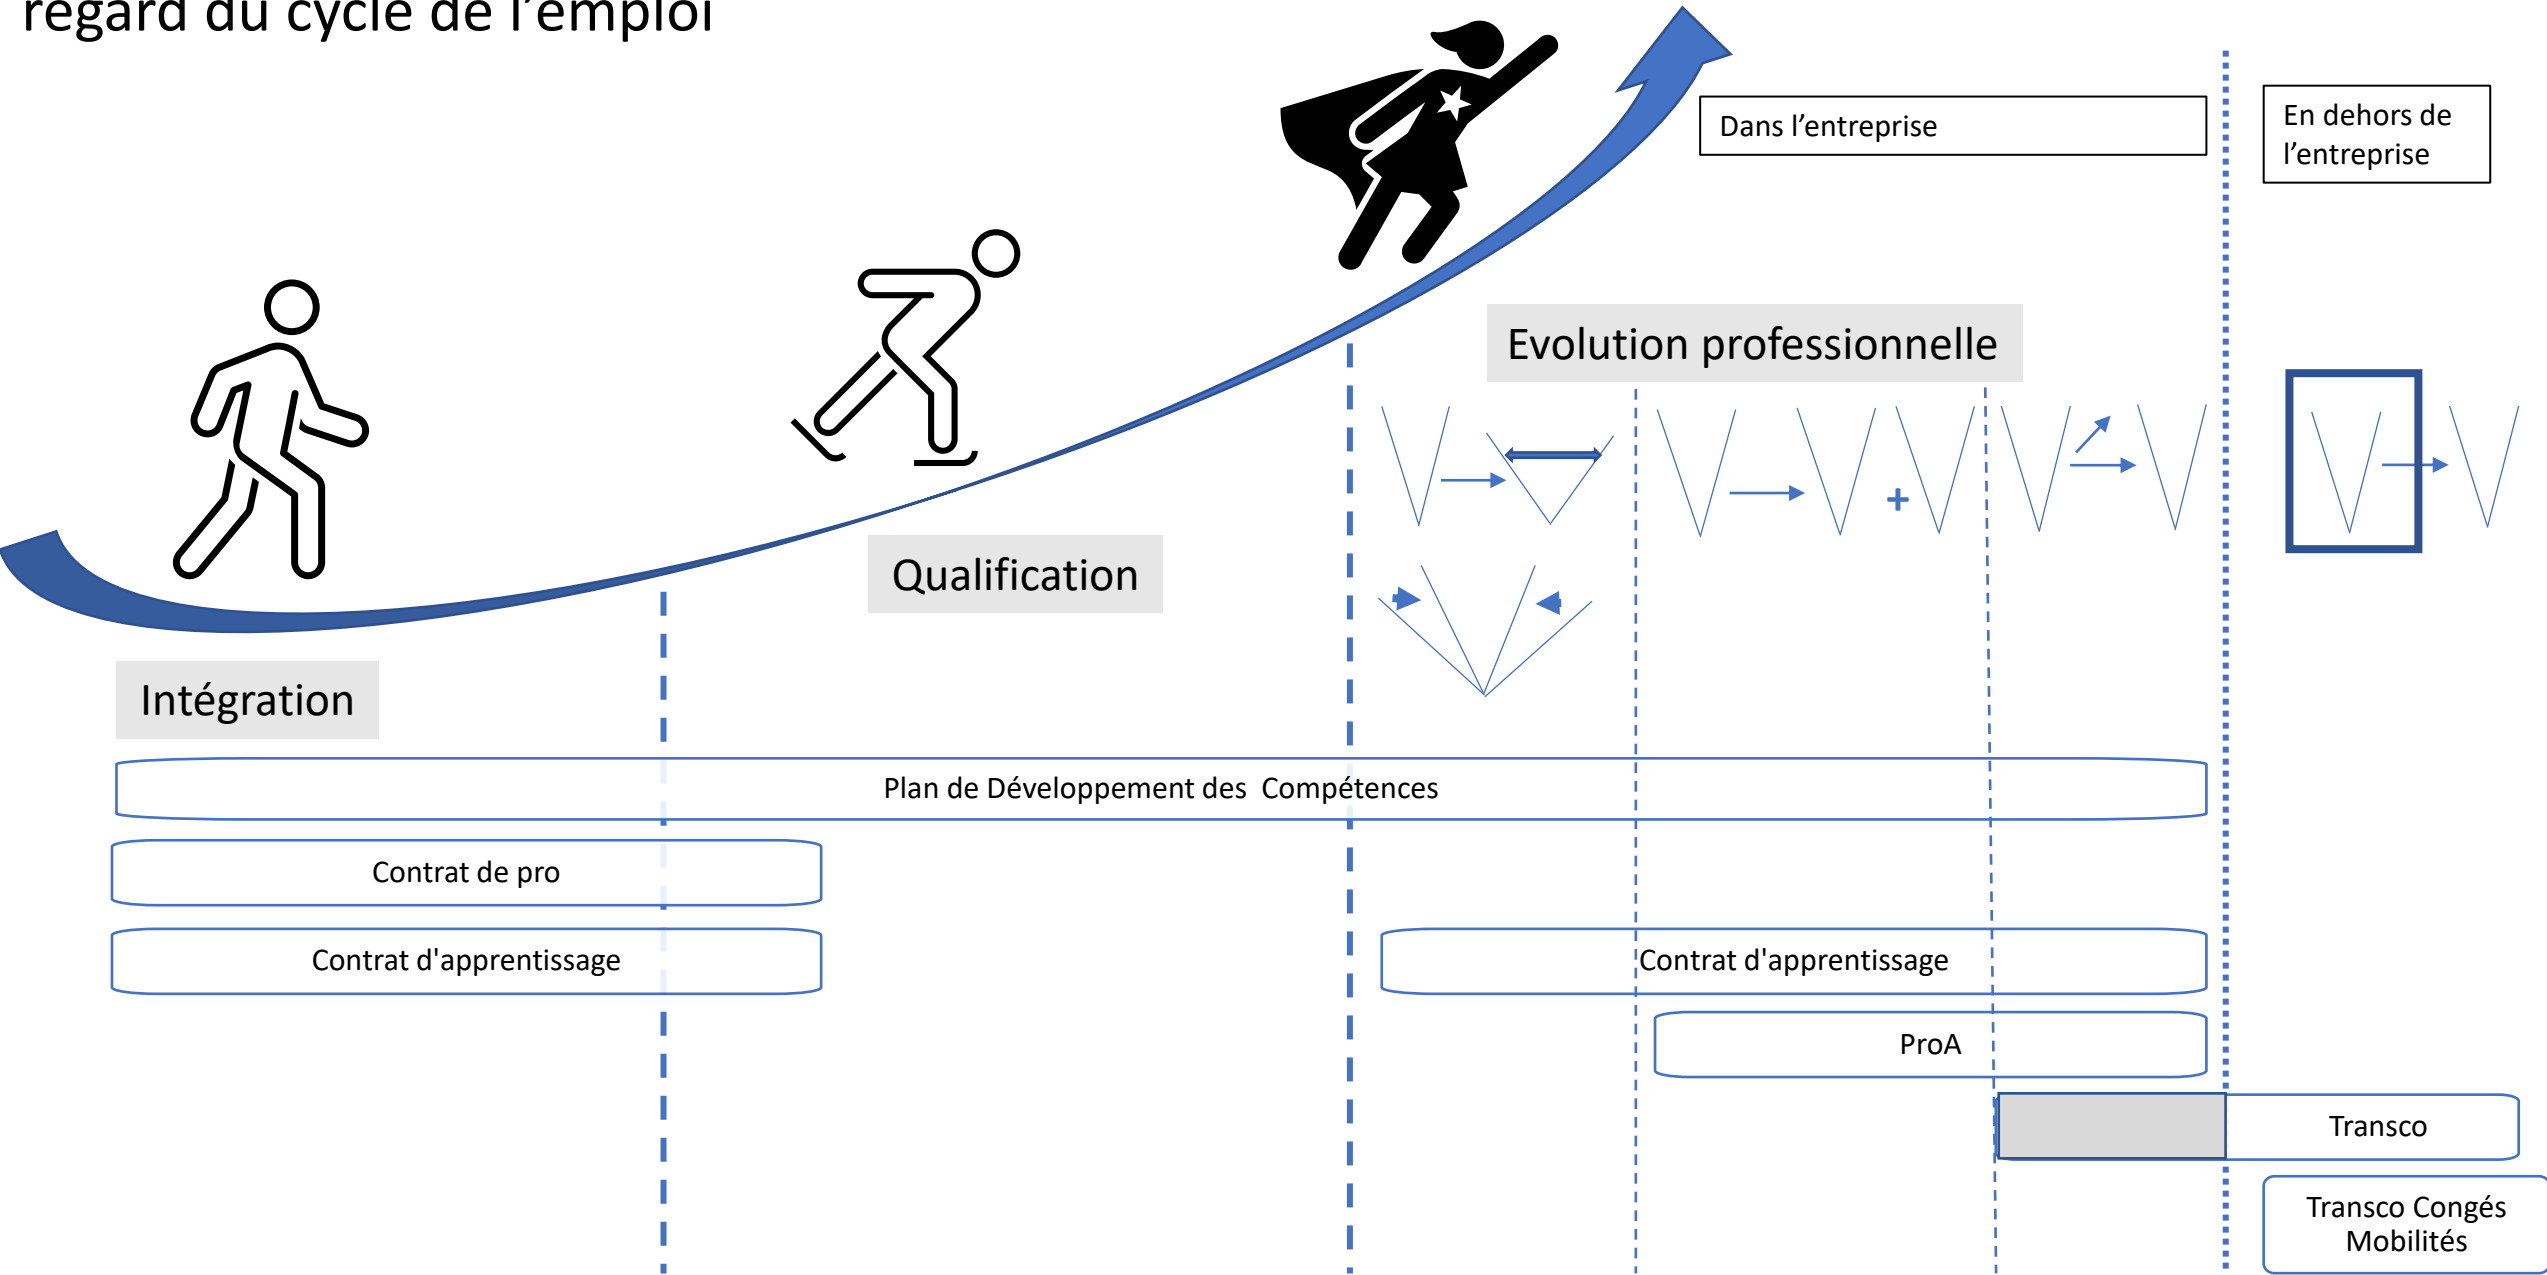 regard du cycle de l'emploi
Dans l'entreprise
En dehors de
l'entreprise
Evolution professionnelle
Qualification
Intégration
Plan de Développement des  Compétences
Contrat de pro
Contrat d'apprentissage
Contrat d'apprentissage
ProA
Transco
Transco Congés
Mobilités